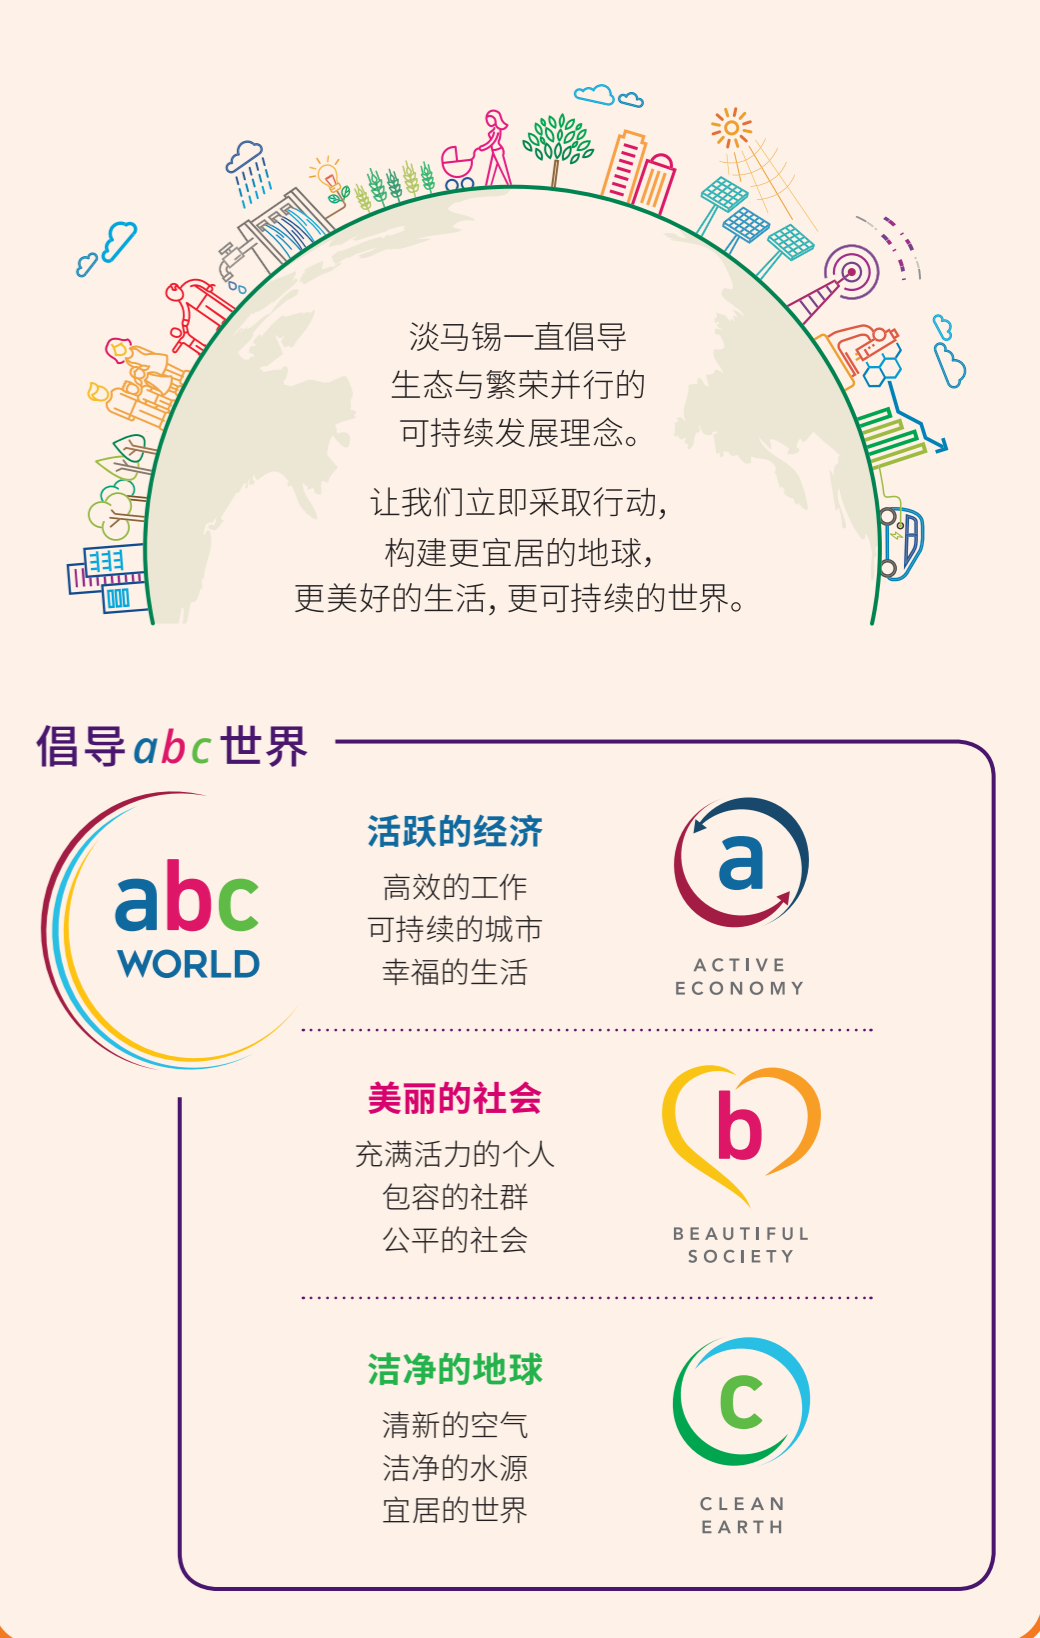 淡马锡一直倡导
生态与繁荣并行的
可持续发展理念。
让我们立即采取行动，
构建更宜居的地球，
更美好的生活，更可持续的世界。
倡导abc世界
abc
WORLD
活跃的经济
高效的工作
可持续的城市
幸福的生活
a
ACTIVE
ECONOMY
美丽的社会
充满活力的个人
包容的社群
公平的社会
b
BEAUTIFUL
SOCIETY
洁净的地球
清新的空气
洁净的水源
宜居的世界
c
CLEAN
EARTH